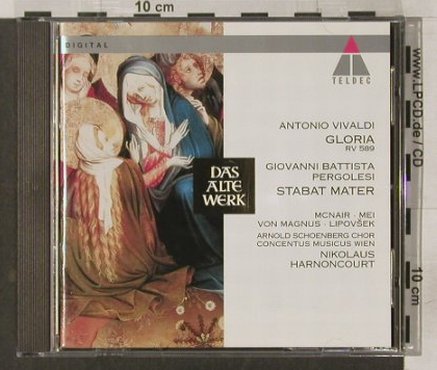 10 cm
DIGITAL
TELDEC
ANTONIO VIVALDI
GLORIA
RV 589
GIOVANNI BATTISTA
PERGOLESI
STABAT MATER
DAS
ALTE
WERK
MCNAIR · MEI
VON MAGNUS · LIPOVŠEK
ARNOLD SCHOENBERG CHOR
CONCENTUS MUSICUS WIEN
NIKOLAUS
HARNONCOURT
www.LPCD.de / CD
10 cm